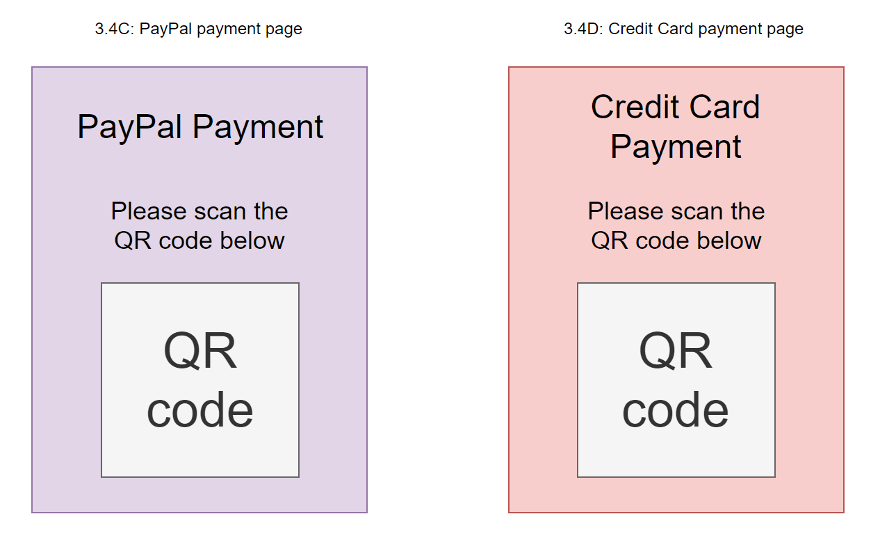 3.4C: PayPal payment page
PayPal Payment
Please scan the
QR code below
QR
code
3.4D: Credit Card payment page
Credit Card
Payment
Please scan the
QR code below
QR
code